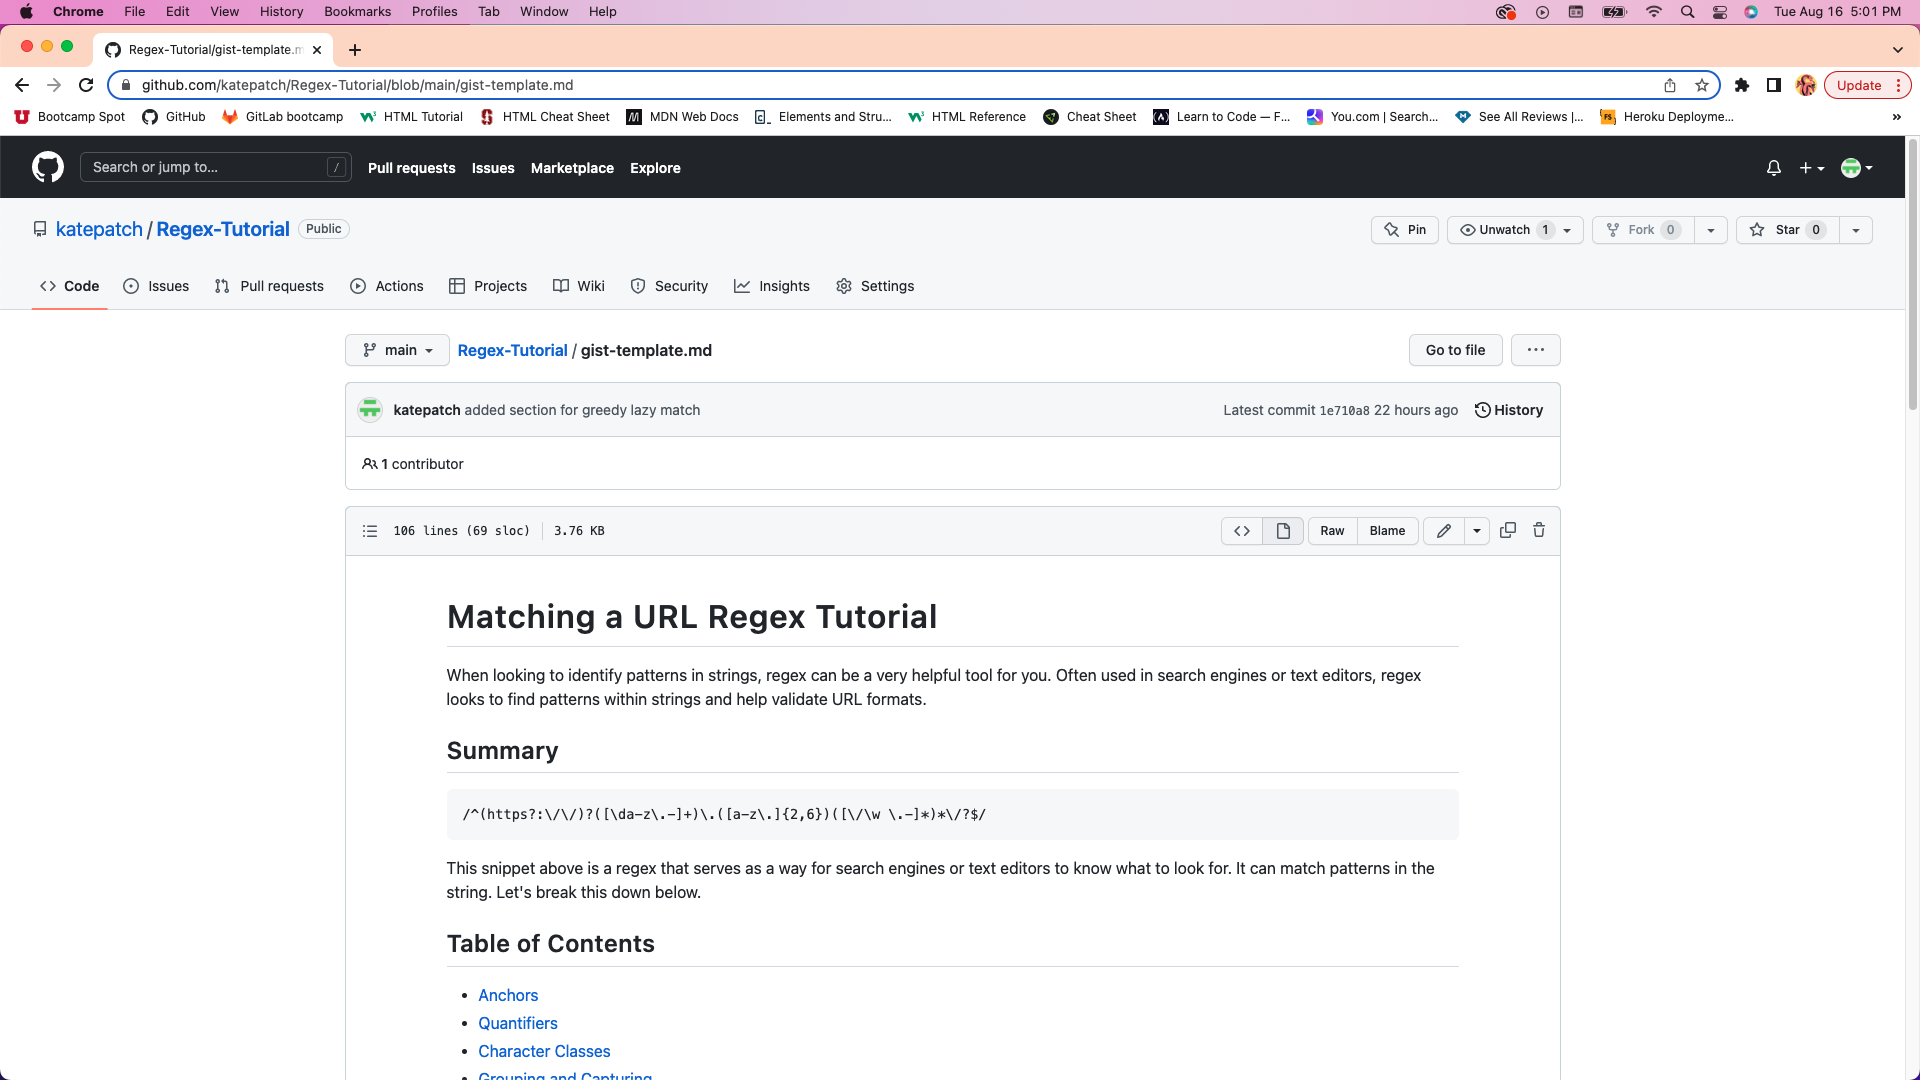 Chrome File Edit View History Bookmarks Profiles Tab Window Help Tue Aug 16 5:01 PM
Regex-Tutorial/gist-template.m
github.com/katepatch/Regex-Tutorial/blob/main/gist-template.md Update
Bootcamp Spot GitHub GitLab bootcamp HTML Tutorial HTML Cheat Sheet MDN Web Docs Elements and Stru... HTML Reference Cheat Sheet Learn to Code — F... You.com | Search... See All Reviews |... Heroku Deployme... »
Search or jump to... / Pull requests Issues Marketplace Explore
katepatch / Regex-Tutorial Public Pin Unwatch 1 Fork 0 Star 0
Code Issues Pull requests Actions Projects Wiki Security Insights Settings
main Regex-Tutorial / gist-template.md Go to file ...
katepatch added section for greedy lazy match Latest commit 1e710a8 22 hours ago History
1 contributor
106 lines (69 sloc) 3.76 KB <> Raw Blame
Matching a URL Regex Tutorial
When looking to identify patterns in strings, regex can be a very helpful tool for you. Often used in search engines or text editors, regex
looks to find patterns within strings and help validate URL formats.
Summary
/^(https?:\/\/)?([\da-z\.-]+)\.([a-z\.]{2,6})([\/\w \.-]*)*\/?$/
This snippet above is a regex that serves as a way for search engines or text editors to know what to look for. It can match patterns in the
string. Let's break this down below.
Table of Contents
• Anchors
• Quantifiers
• Character Classes
• Grouping and Capturing